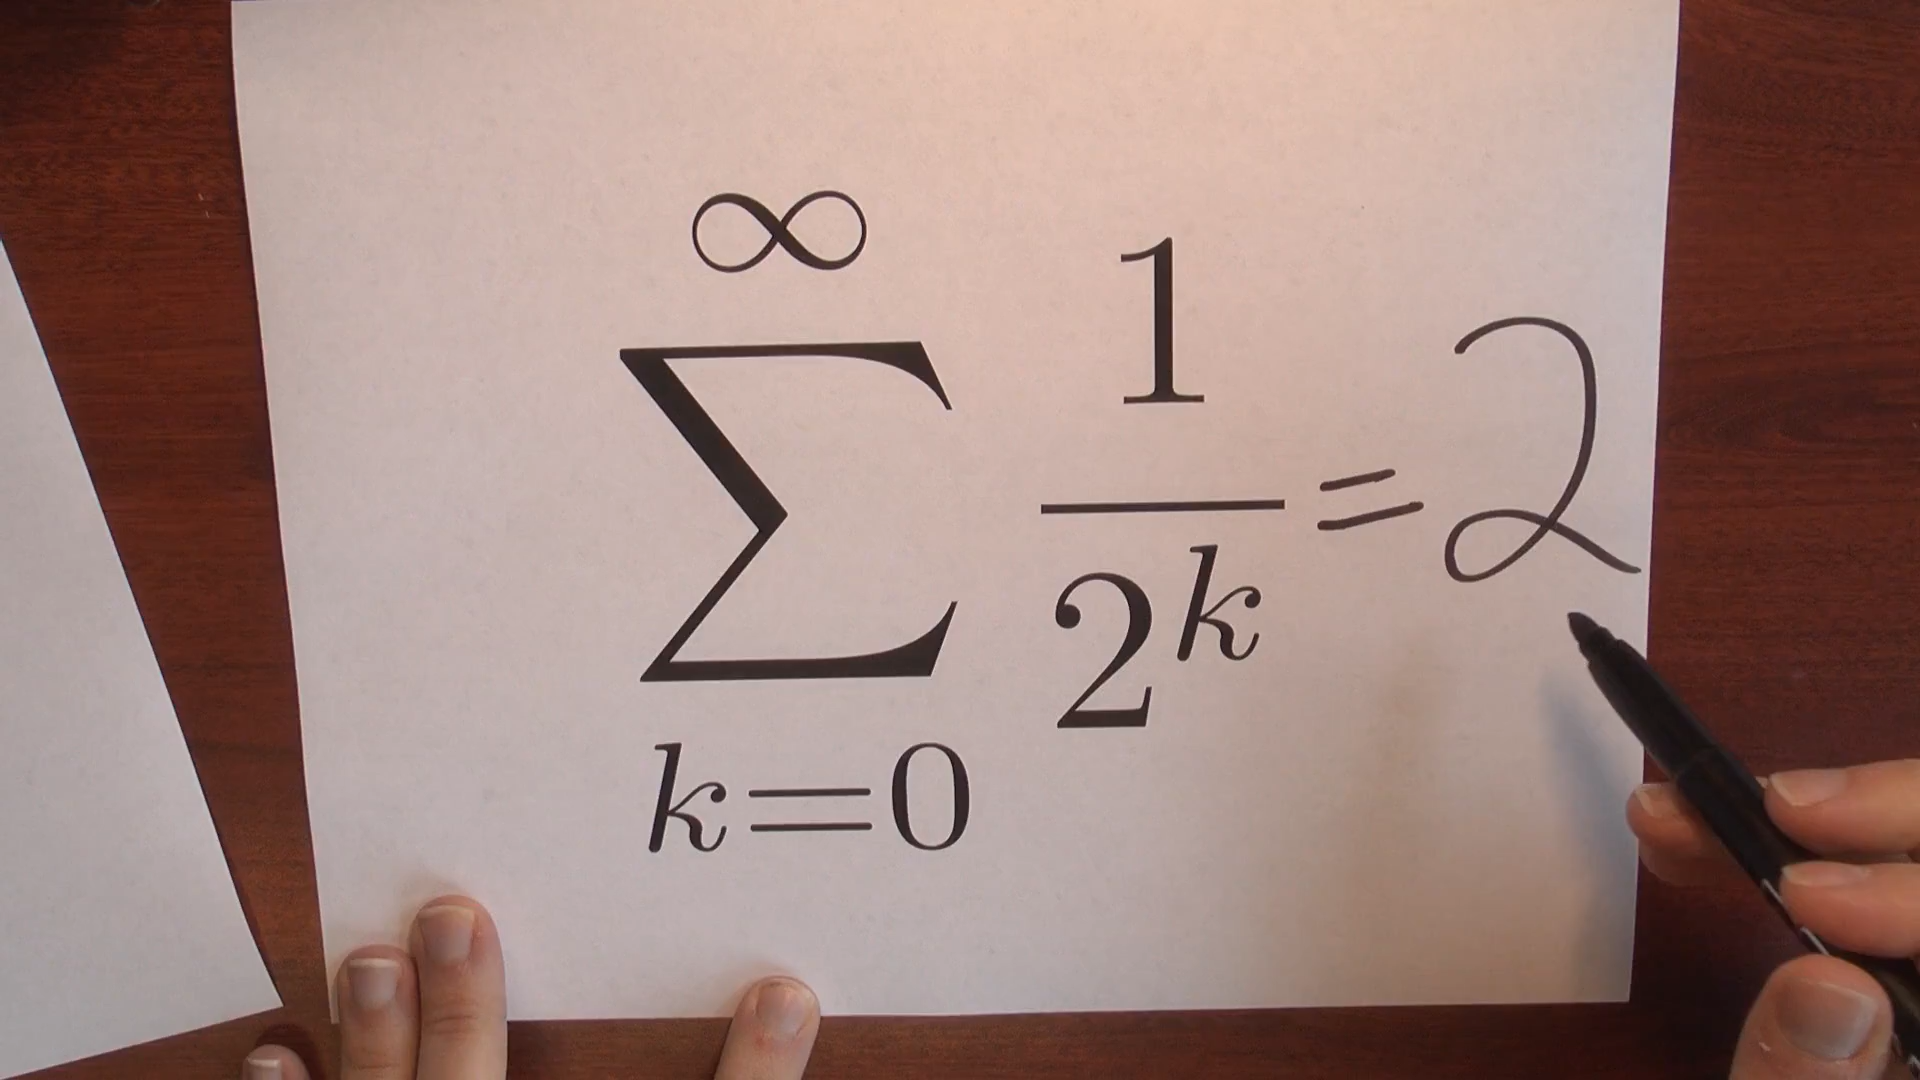 ∞
∑ 1/2^k = 2
k=0